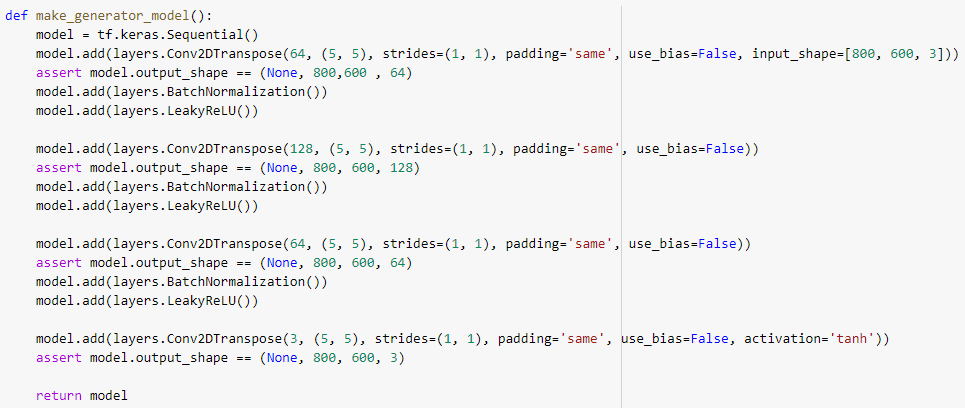 def make_generator_model():
    model = tf.keras.Sequential()
    model.add(layers.Conv2DTranspose(64, (5, 5), strides=(1, 1), padding='same', use_bias=False, input_shape=[800, 600, 3]))
    assert model.output_shape == (None, 800,600 , 64)
    model.add(layers.BatchNormalization())
    model.add(layers.LeakyReLU())

    model.add(layers.Conv2DTranspose(128, (5, 5), strides=(1, 1), padding='same', use_bias=False))
    assert model.output_shape == (None, 800, 600, 128)
    model.add(layers.BatchNormalization())
    model.add(layers.LeakyReLU())

    model.add(layers.Conv2DTranspose(64, (5, 5), strides=(1, 1), padding='same', use_bias=False))
    assert model.output_shape == (None, 800, 600, 64)
    model.add(layers.BatchNormalization())
    model.add(layers.LeakyReLU())

    model.add(layers.Conv2DTranspose(3, (5, 5), strides=(1, 1), padding='same', use_bias=False, activation='tanh'))
    assert model.output_shape == (None, 800, 600, 3)

    return model